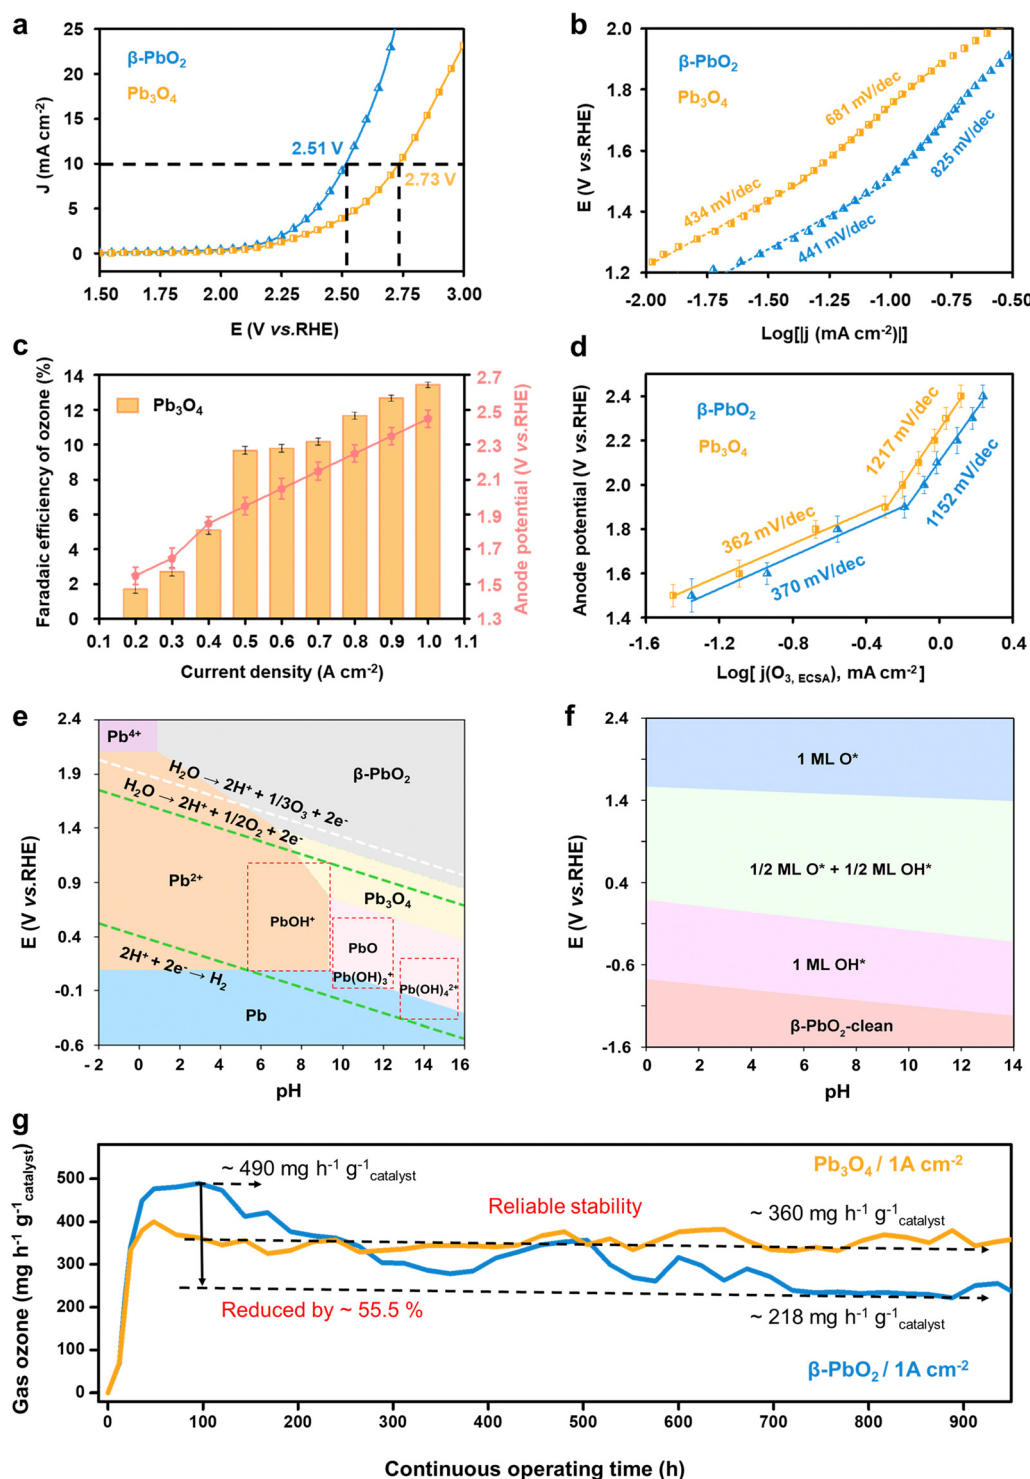 a
J (mA cm⁻²)
25
20
15
10
5
0
β-PbO₂
Pb₃O₄
2.51 V
2.73 V
1.50
1.75
2.00
2.25
2.50
2.75
3.00
E (V vs.RHE)
b
E (V vs.RHE)
2.0
1.8
1.6
1.4
1.2
β-PbO₂
Pb₃O₄
681 mV/dec
434 mV/dec
825 mV/dec
441 mV/dec
-2.00
-1.75
-1.50
-1.25
-1.00
-0.75
-0.50
Log[|j (mA cm⁻²)|]
c
Faradaic efficiency of ozone (%)
14
12
10
8
6
4
2
0
Pb₃O₄
2.7
2.5
2.3
2.1
1.9
1.7
1.5
1.3
Anode potential (V vs.RHE)
0.1
0.2
0.3
0.4
0.5
0.6
0.7
0.8
0.9
1.0
1.1
Current density (A cm⁻²)
d
Anode potential (V vs.RHE)
2.4
2.2
2.0
1.8
1.6
1.4
β-PbO₂
Pb₃O₄
1217 mV/dec
1152 mV/dec
362 mV/dec
370 mV/dec
-1.6
-1.2
-0.8
-0.4
0.0
0.4
Log[ j(O₃, ECSA), mA cm⁻²]
e
E (V vs.RHE)
2.4
1.9
1.4
0.9
0.4
-0.1
-0.6
Pb⁴⁺
β-PbO₂
H₂O → 2H⁺ + 1/3O₃ + 2e⁻
H₂O → 2H⁺ + 1/2O₂ + 2e⁻
Pb²⁺
Pb₃O₄
PbOH⁺
PbO
Pb(OH)₃⁺
Pb(OH)₄²⁺
2H⁺ + 2e⁻ → H₂
Pb
- 2
0
2
4
6
8
10
12
14
16
pH
f
E (V vs.RHE)
2.4
1.4
0.4
-0.6
-1.6
1 ML O*
1/2 ML O* + 1/2 ML OH*
1 ML OH*
β-PbO₂-clean
0
2
4
6
8
10
12
14
pH
g
Gas ozone (mg h⁻¹ g⁻¹catalyst)
500
400
300
200
100
0
~ 490 mg h⁻¹ g⁻¹catalyst
Pb₃O₄ / 1A cm⁻²
Reliable stability
~ 360 mg h⁻¹ g⁻¹catalyst
Reduced by ~ 55.5 %
~ 218 mg h⁻¹ g⁻¹catalyst
β-PbO₂ / 1A cm⁻²
0
100
200
300
400
500
600
700
800
900
Continuous operating time (h)